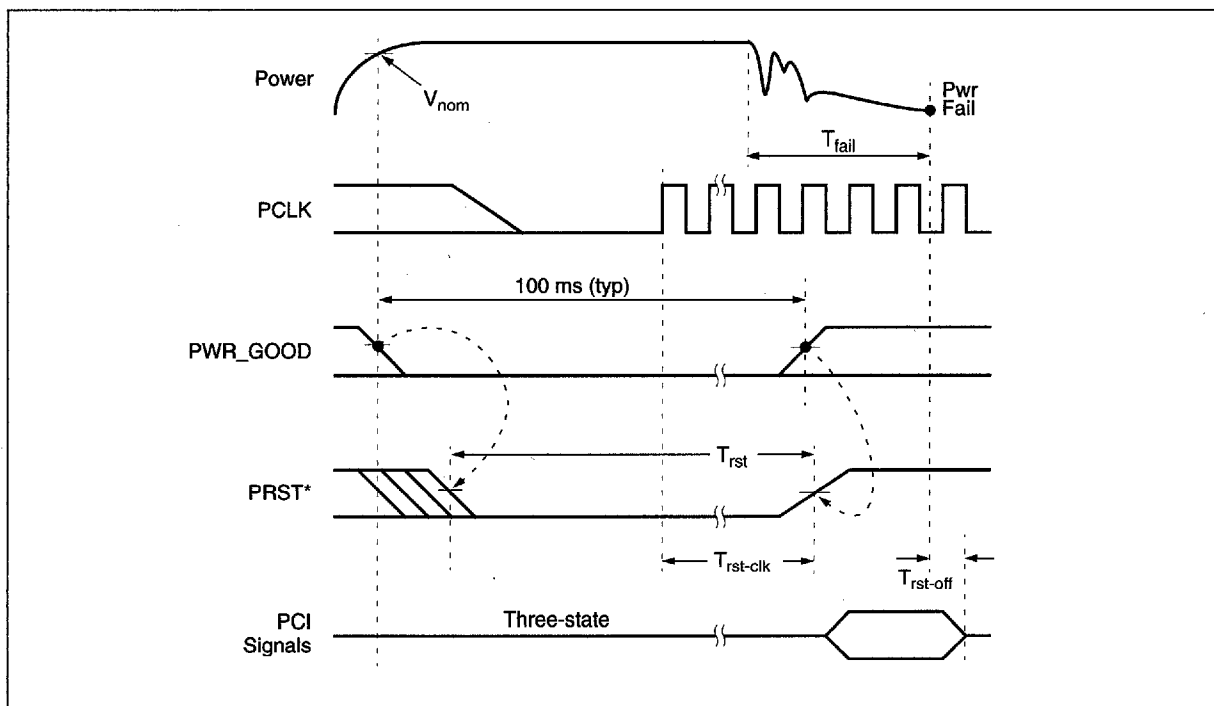 Power
V_nom
Pwr
Fail
T_fail
PCLK
100 ms (typ)
PWR_GOOD
T_rst
PRST*
T_rst-clk
T_rst-off
PCI
Signals
Three-state